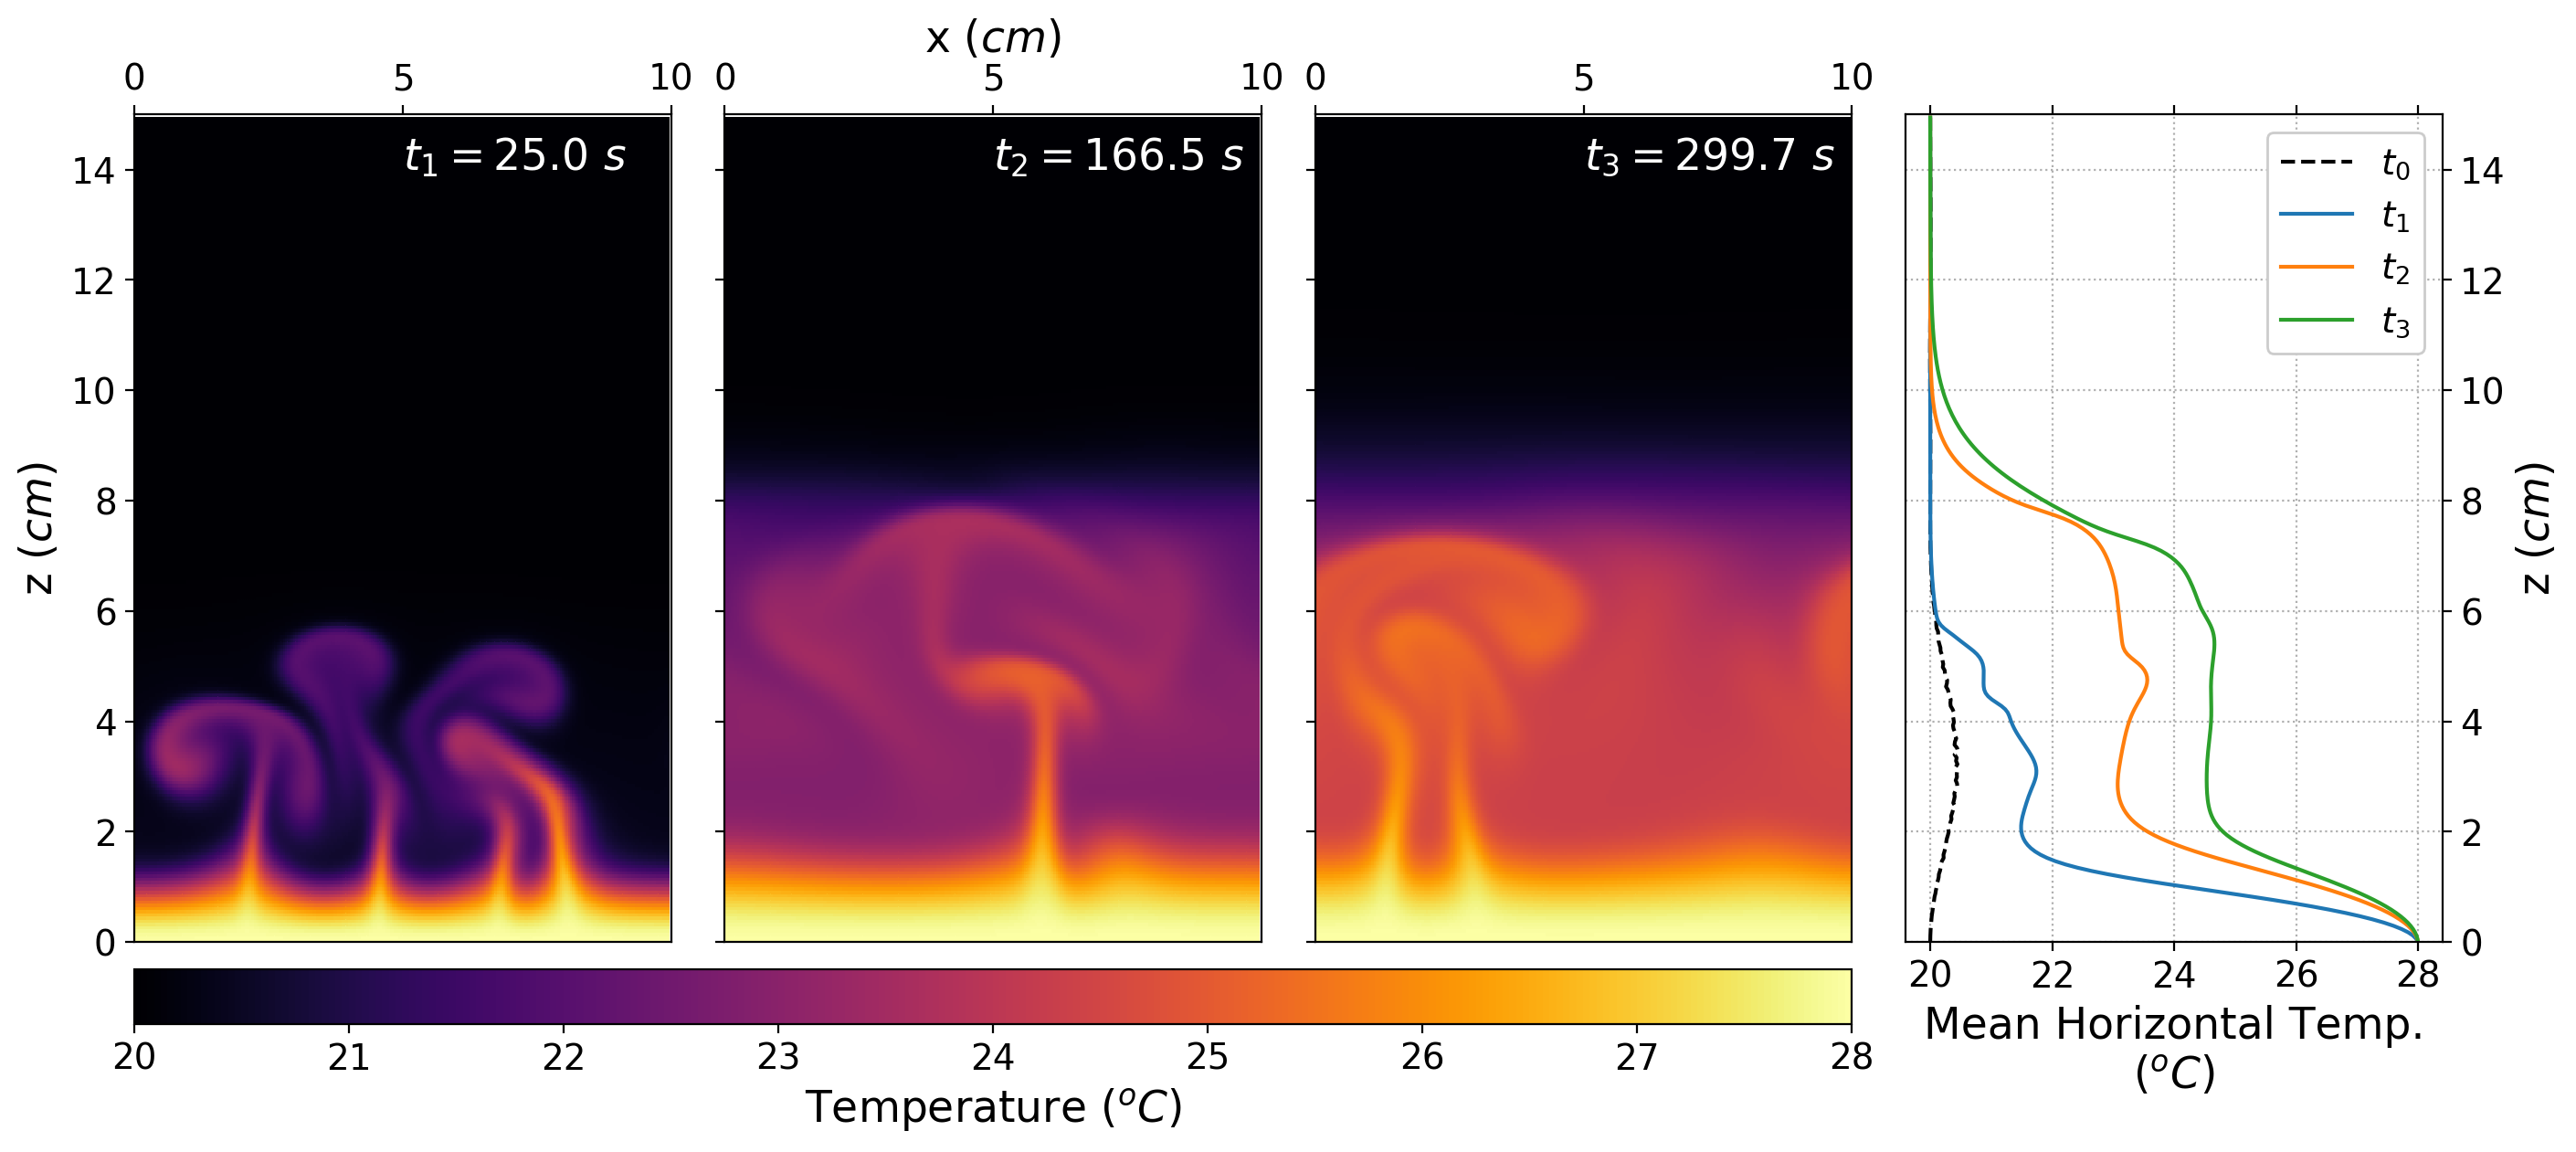 x (cm)
0 5 10 0 5 10 0 5 10
t₁ = 25.0 s
t₂ = 166.5 s
t₃ = 299.7 s
z (cm)
14
12
10
8
6
4
2
0
t₀
t₁
t₂
t₃
14
12
10
8
6
4
2
0
z (cm)
20 22 24 26 28
Mean Horizontal Temp.
(°C)
20 21 22 23 24 25 26 27 28
Temperature (°C)